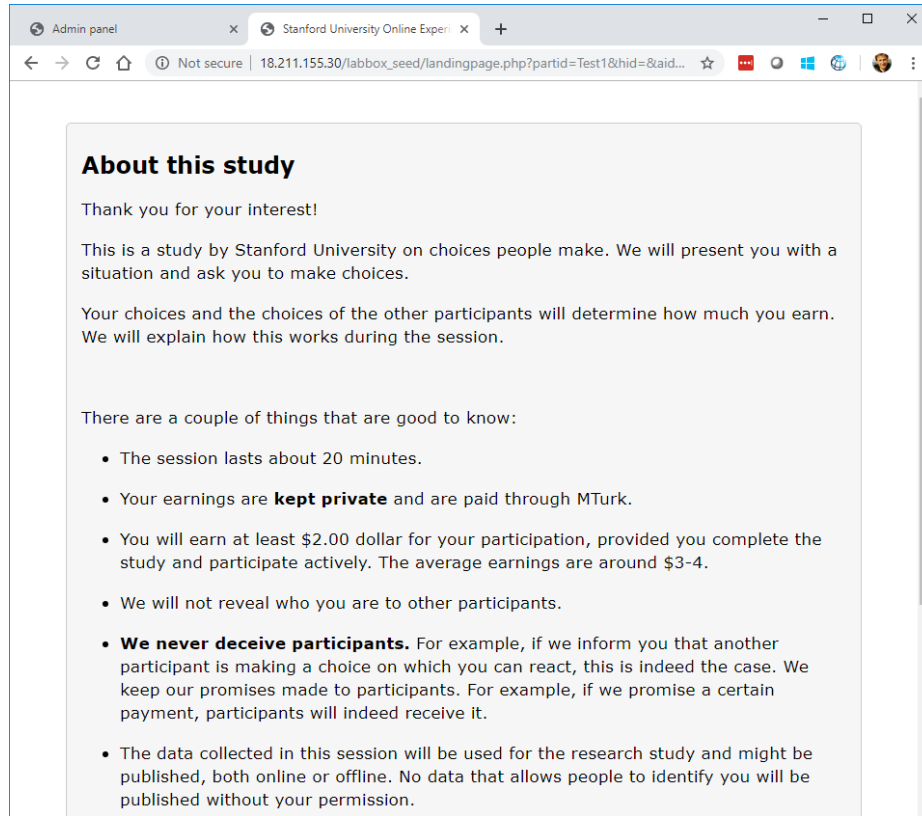 Admin panel
Stanford University Online Experi
Not secure | 18.211.155.30/labbox_seed/landingpage.php?partid=Test1&hid=&aid...
About this study
Thank you for your interest!
This is a study by Stanford University on choices people make. We will present you with a
situation and ask you to make choices.
Your choices and the choices of the other participants will determine how much you earn.
We will explain how this works during the session.
There are a couple of things that are good to know:
• The session lasts about 20 minutes.
• Your earnings are kept private and are paid through MTurk.
• You will earn at least $2.00 dollar for your participation, provided you complete the
study and participate actively. The average earnings are around $3-4.
• We will not reveal who you are to other participants.
• We never deceive participants. For example, if we inform you that another
participant is making a choice on which you can react, this is indeed the case. We
keep our promises made to participants. For example, if we promise a certain
payment, participants will indeed receive it.
• The data collected in this session will be used for the research study and might be
published, both online or offline. No data that allows people to identify you will be
published without your permission.